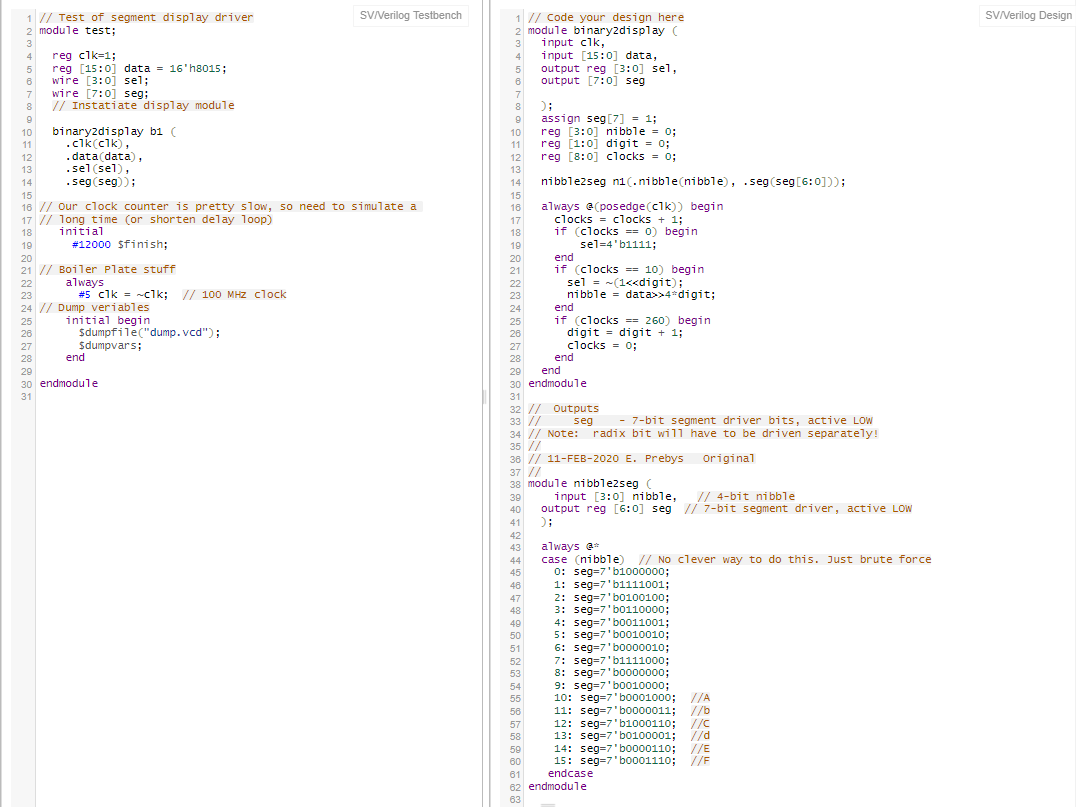 SV/Verilog Testbench
1 // Test of segment display driver
2 module test;
3
4 reg clk=1;
5 reg [15:0] data = 16'h8015;
6 wire [3:0] sel;
7 wire [7:0] seg;
8 // Instatiate display module
9
10 binary2display b1 (
11 .clk(clk),
12 .data(data),
13 .sel(sel),
14 .seg(seg));
15
16 // Our clock counter is pretty slow, so need to simulate a
17 // long time (or shorten delay loop)
18 initial
19 #12000 $finish;
20
21 // Boiler Plate stuff
22 always
23 #5 clk = ~clk; // 100 MHz clock
24 // Dump veriables
25 initial begin
26 $dumpfile("dump.vcd");
27 $dumpvars;
28 end
29
30 endmodule
31
SV/Verilog Design
1 // Code your design here
2 module binary2display (
3 input clk,
4 input [15:0] data,
5 output reg [3:0] sel,
6 output [7:0] seg
7
8 );
9 assign seg[7] = 1;
10 reg [3:0] nibble = 0;
11 reg [1:0] digit = 0;
12 reg [8:0] clocks = 0;
13
14 nibble2seg n1(.nibble(nibble), .seg(seg[6:0]));
15
16 always @(posedge(clk)) begin
17 clocks = clocks + 1;
18 if (clocks == 0) begin
19 sel=4'b1111;
20 end
21 if (clocks == 10) begin
22 sel = ~(1<<digit);
23 nibble = data>>4*digit;
24 end
25 if (clocks == 260) begin
26 digit = digit + 1;
27 clocks = 0;
28 end
29 end
30 endmodule
31
32 // Outputs
33 // seg - 7-bit segment driver bits, active LOW
34 // Note: radix bit will have to be driven separately!
35 //
36 // 11-FEB-2020 E. Prebys Original
37 //
38 module nibble2seg (
39 input [3:0] nibble, // 4-bit nibble
40 output reg [6:0] seg // 7-bit segment driver, active LOW
41 );
42
43 always @*
44 case (nibble) // No clever way to do this. Just brute force
45 0: seg=7'b1000000;
46 1: seg=7'b1111001;
47 2: seg=7'b0100100;
48 3: seg=7'b0110000;
49 4: seg=7'b0011001;
50 5: seg=7'b0010010;
51 6: seg=7'b0000010;
52 7: seg=7'b1111000;
53 8: seg=7'b0000000;
54 9: seg=7'b0010000;
55 10: seg=7'b0001000; //A
56 11: seg=7'b0000011; //b
57 12: seg=7'b1000110; //C
58 13: seg=7'b0100001; //d
59 14: seg=7'b0000110; //E
60 15: seg=7'b0001110; //F
61 endcase
62 endmodule
63